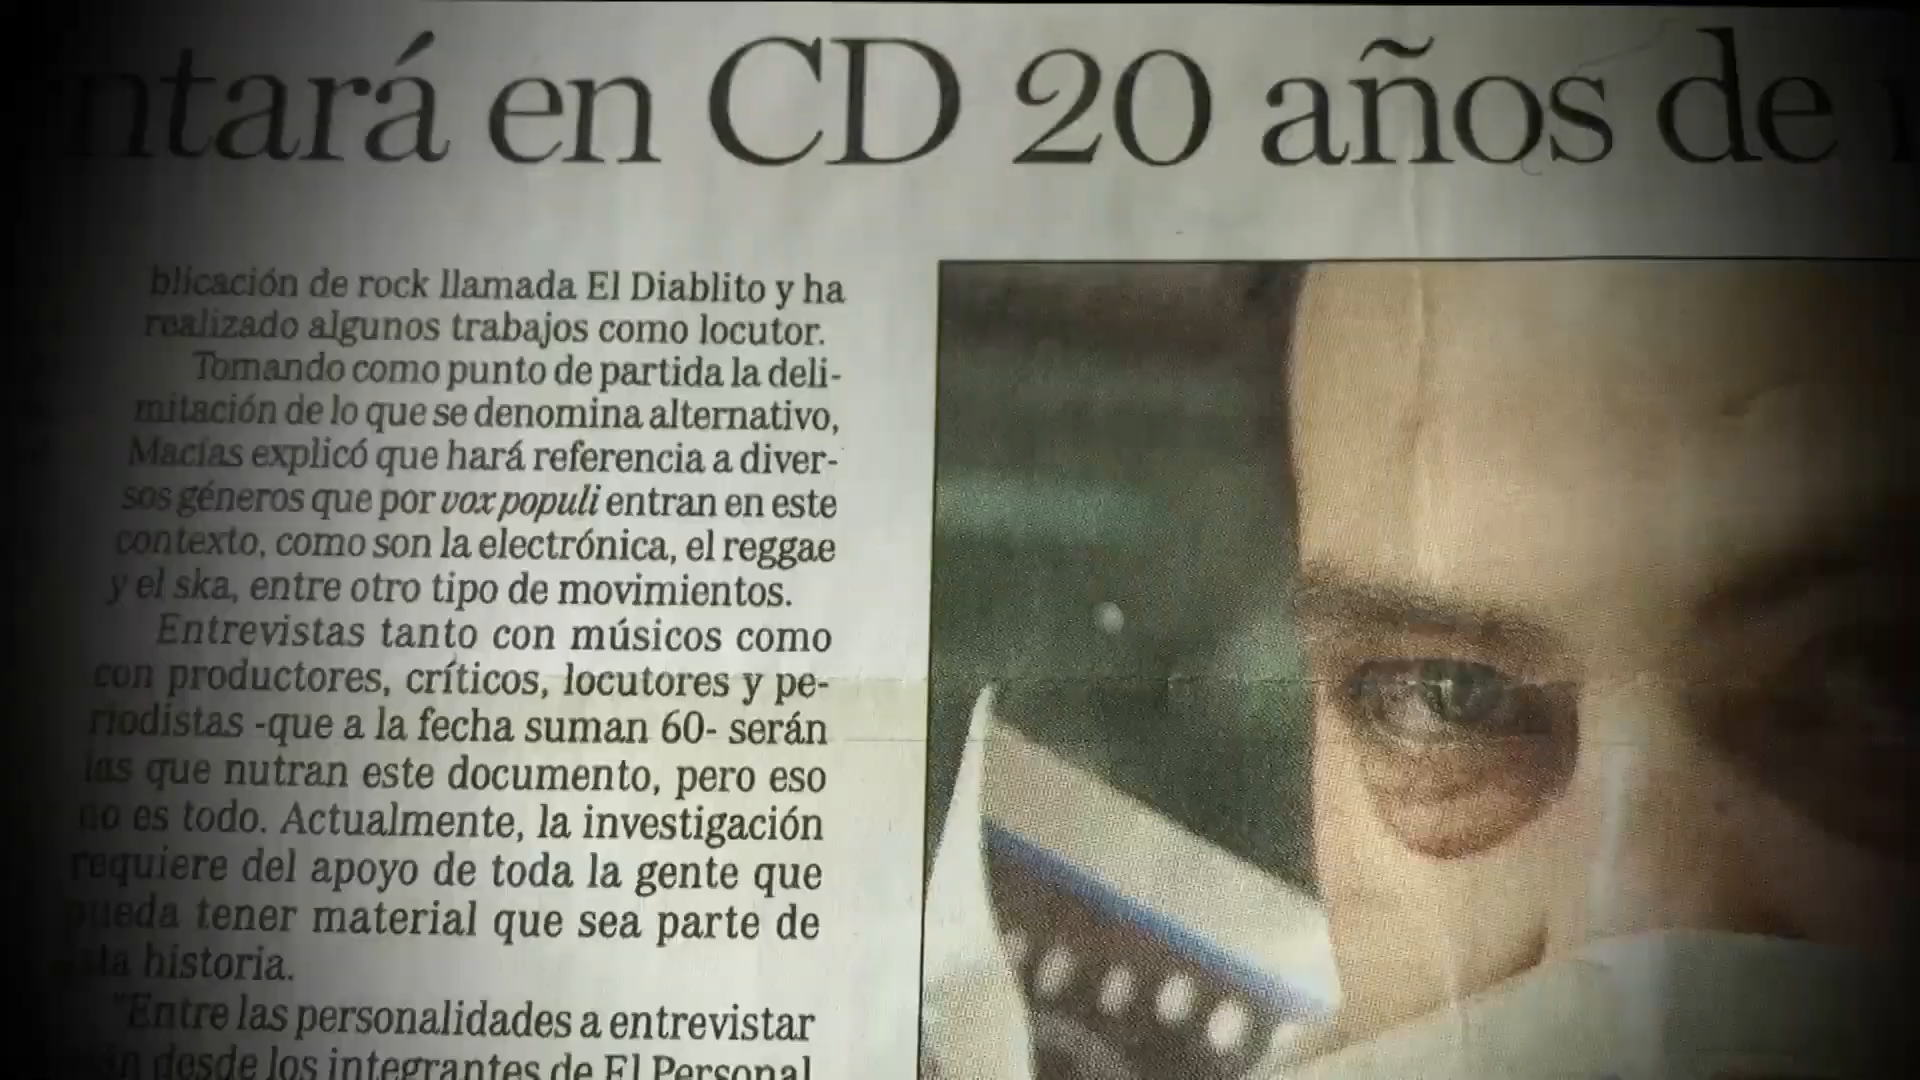 ntará en CD 20 años de
blicación de rock llamada El Diablito y ha
realizado algunos trabajos como locutor.
Tomando como punto de partida la deli-
mitación de lo que se denomina alternativo,
Macías explicó que hará referencia a diver-
sos géneros que por vox populi entran en este
contexto, como son la electrónica, el reggae
y el ska, entre otro tipo de movimientos.
Entrevistas tanto con músicos como
con productores, críticos, locutores y pe-
riodistas -que a la fecha suman 60- serán
las que nutran este documento, pero eso
no es todo. Actualmente, la investigación
requiere del apoyo de toda la gente que
pueda tener material que sea parte de
sta historia.
"Entre las personalidades a entrevistar
án desde los integrantes de El Personal